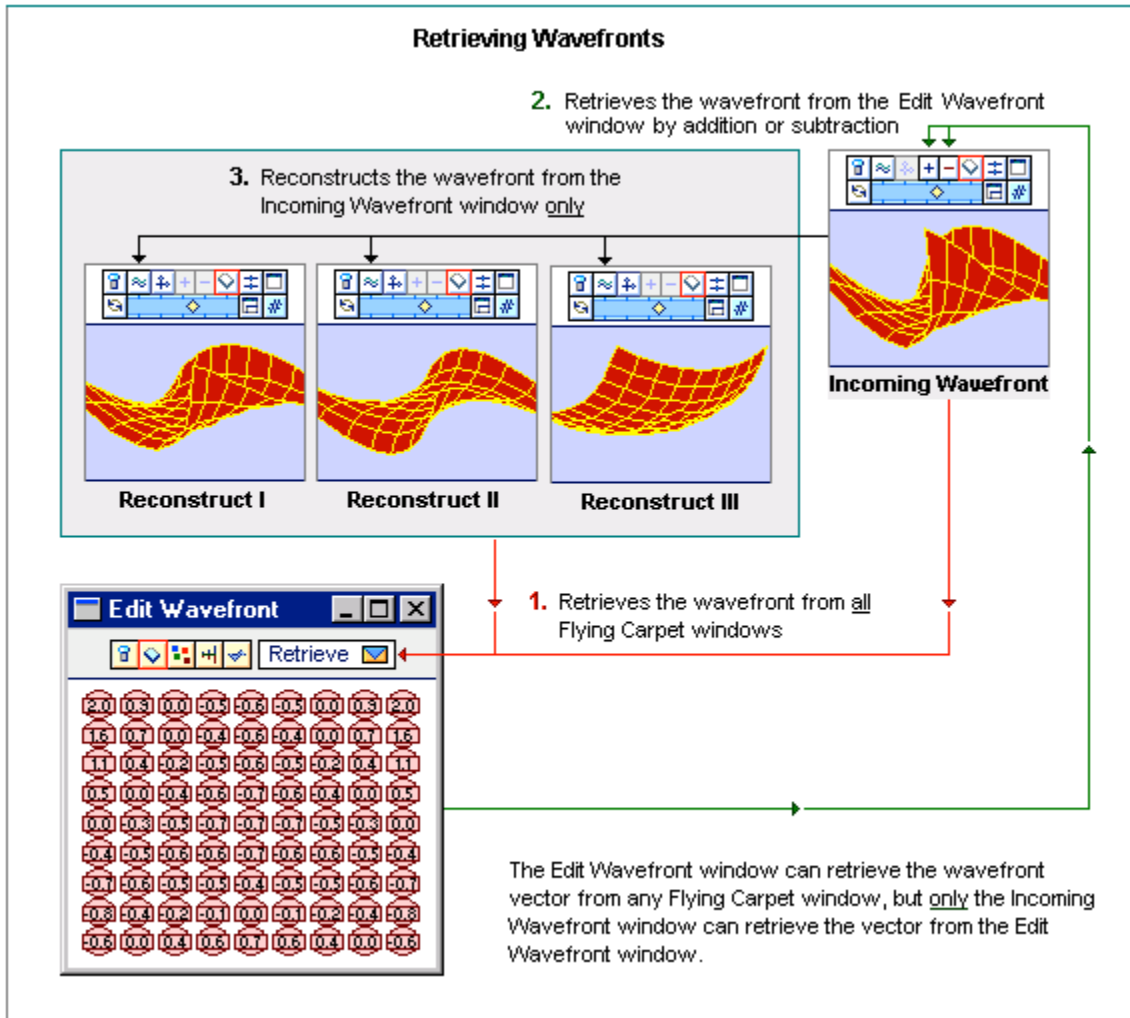 Retrieving Wavefronts
2. Retrieves the wavefront from the Edit Wavefront
window by addition or subtraction
3. Reconstructs the wavefront from the
Incoming Wavefront window only
Incoming Wavefront
Reconstruct I
Reconstruct II
Reconstruct III
1. Retrieves the wavefront from all
Flying Carpet windows
Edit Wavefront
Retrieve
2.0 0.9 0.0 -0.5 -0.6 -0.5 0.0 0.9 2.0
1.6 0.7 0.0 -0.4 -0.6 -0.4 0.0 0.7 1.6
1.1 0.4 -0.2 -0.5 -0.6 -0.5 -0.2 0.4 1.1
0.5 0.0 -0.4 -0.6 -0.7 -0.6 -0.4 0.0 0.5
0.0 -0.3 -0.5 -0.7 -0.7 -0.7 -0.5 -0.3 0.0
-0.4 -0.5 -0.6 -0.6 -0.7 -0.6 -0.6 -0.5 -0.4
-0.7 -0.6 -0.5 -0.5 -0.4 -0.5 -0.5 -0.6 -0.7
-0.8 -0.4 -0.2 -0.1 0.0 -0.1 -0.2 -0.4 -0.8
-0.6 0.0 0.4 0.6 0.7 0.6 0.4 0.0 -0.6
The Edit Wavefront window can retrieve the wavefront
vector from any Flying Carpet window, but only the Incoming
Wavefront window can retrieve the vector from the Edit
Wavefront window.